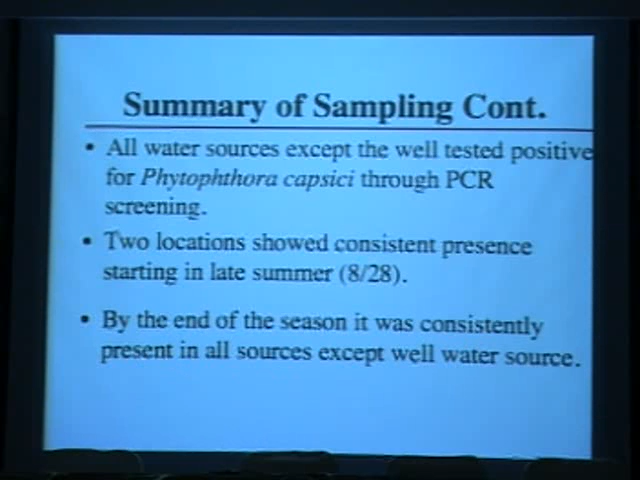 Summary of Sampling Cont.
• All water sources except the well tested positive
for Phytophthora capsici through PCR
screening.
• Two locations showed consistent presence
starting in late summer (8/28).
• By the end of the season it was consistently
present in all sources except well water source.